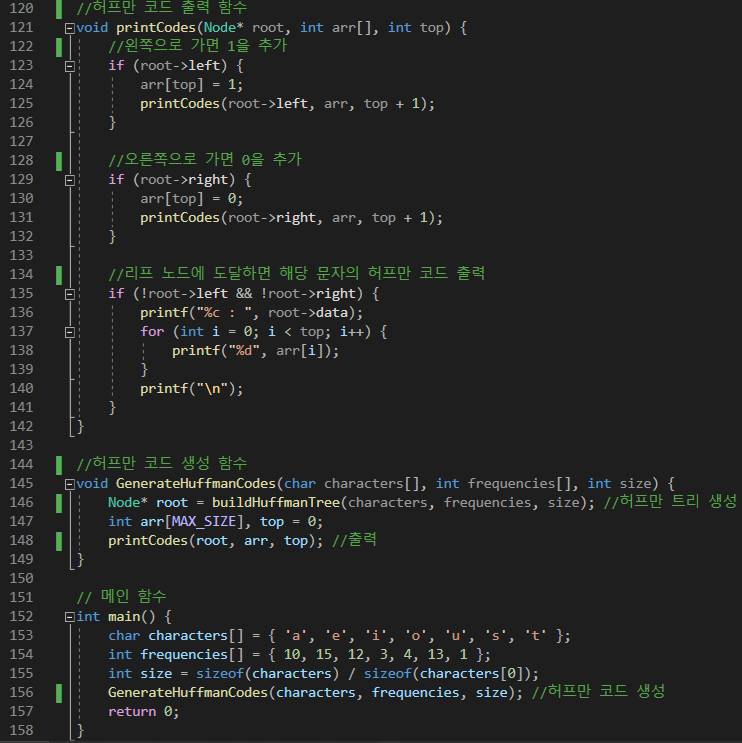 120 //허프만 코드 출력 함수
121 void printCodes(Node* root, int arr[], int top) {
122 //왼쪽으로 가면 1을 추가
123 if (root->left) {
124 arr[top] = 1;
125 printCodes(root->left, arr, top + 1);
126 }
127
128 //오른쪽으로 가면 0을 추가
129 if (root->right) {
130 arr[top] = 0;
131 printCodes(root->right, arr, top + 1);
132 }
133
134 //리프 노드에 도달하면 해당 문자의 허프만 코드 출력
135 if (!root->left && !root->right) {
136 printf("%c : ", root->data);
137 for (int i = 0; i < top; i++) {
138 printf("%d", arr[i]);
139 }
140 printf("\n");
141 }
142 }
143
144 //허프만 코드 생성 함수
145 void GenerateHuffmanCodes(char characters[], int frequencies[], int size) {
146 Node* root = buildHuffmanTree(characters, frequencies, size); //허프만 트리 생성
147 int arr[MAX_SIZE], top = 0;
148 printCodes(root, arr, top); //출력
149 }
150
151 // 메인 함수
152 int main() {
153 char characters[] = { 'a', 'e', 'i', 'o', 'u', 's', 't' };
154 int frequencies[] = { 10, 15, 12, 3, 4, 13, 1 };
155 int size = sizeof(characters) / sizeof(characters[0]);
156 GenerateHuffmanCodes(characters, frequencies, size); //허프만 코드 생성
157 return 0;
158 }